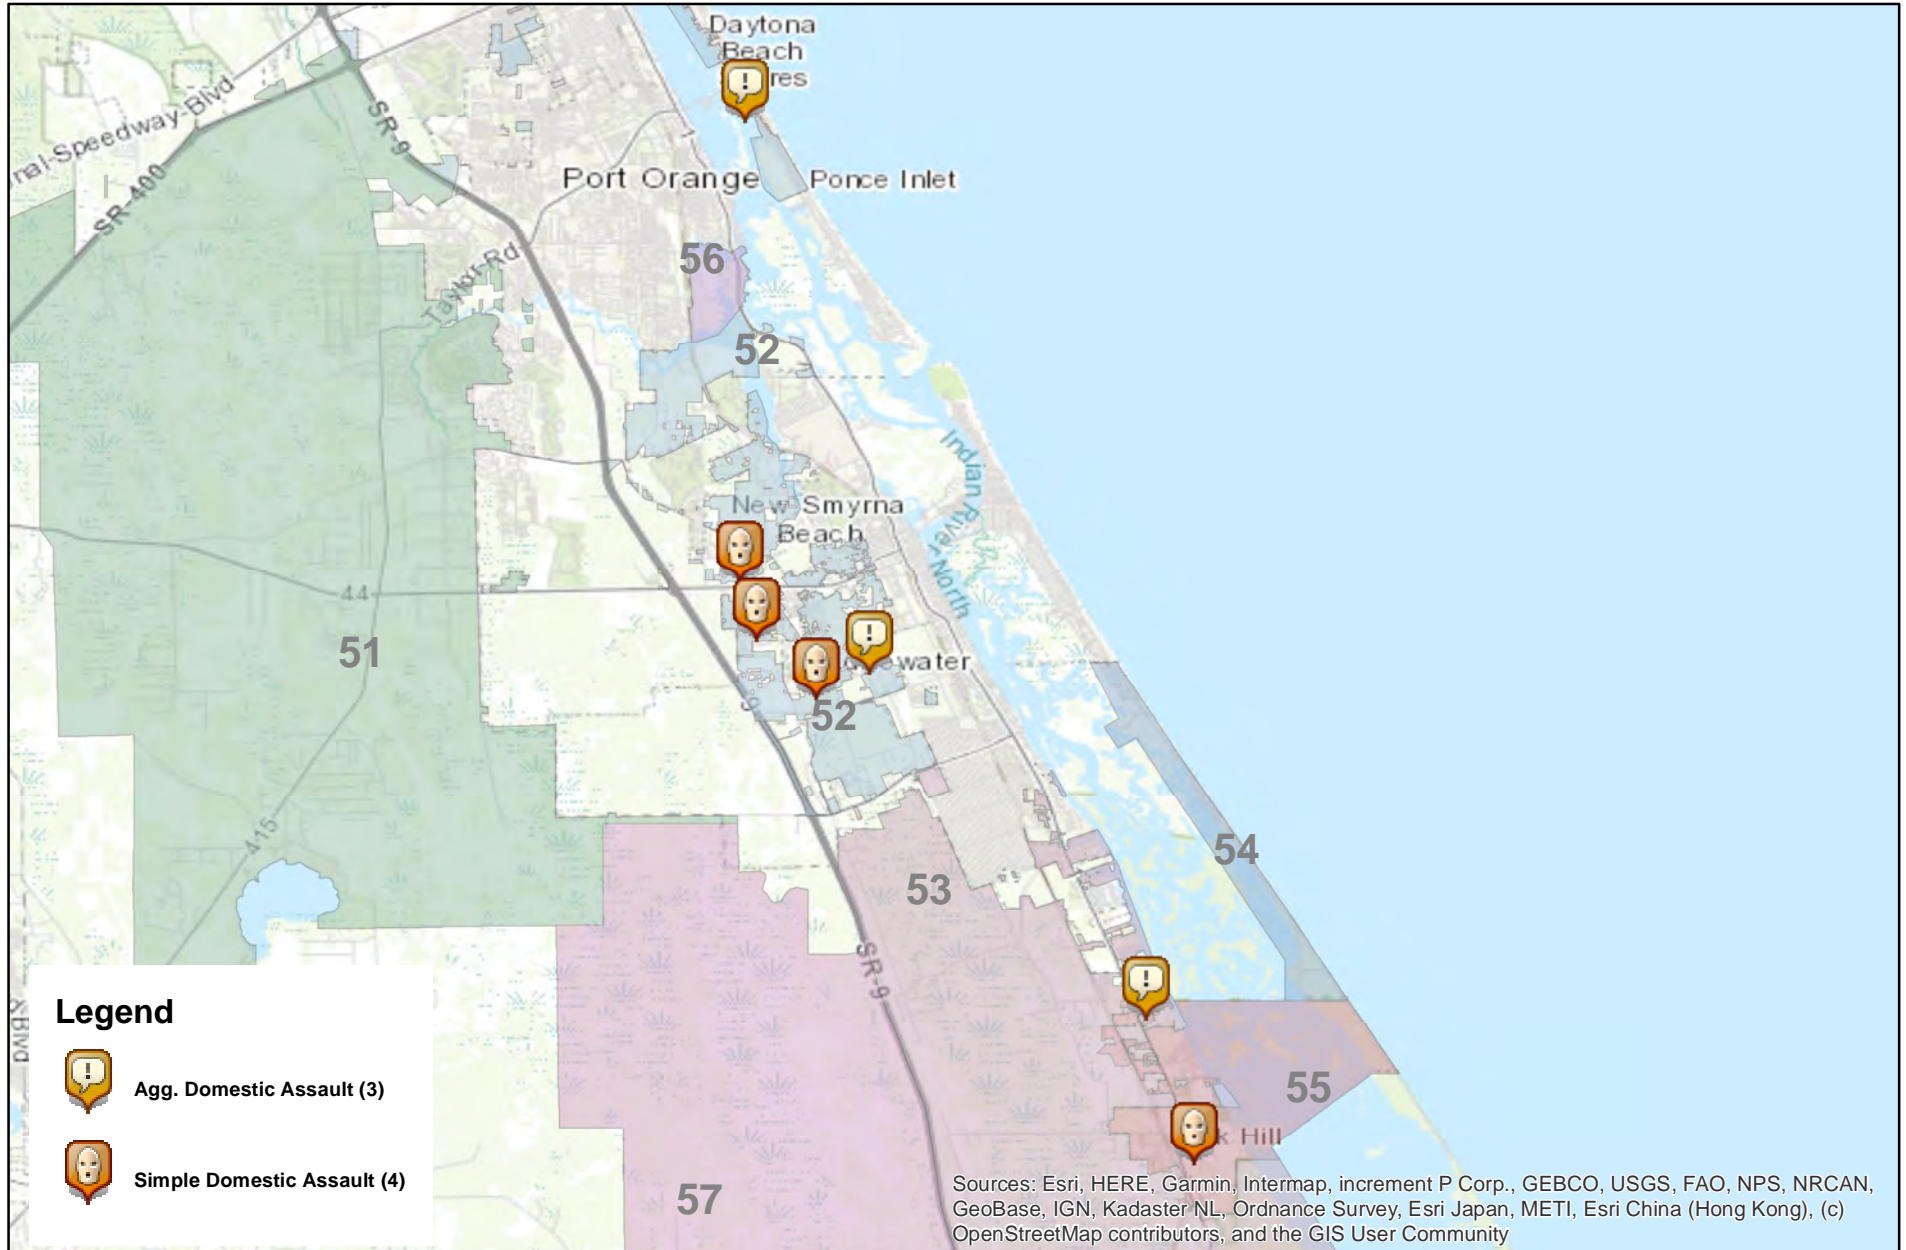 Daytona
Beach
res
nal-Speedway-Blvd
SR-400
SR-9
1
Port Orange
Ponce Inlet
56
Taylor-Rd
52
Indian River North
New Smyrna
Beach
44
51
water
52
9
415
54
53
SR-9
55
k Hill
57
Blvd
Legend
!
Agg. Domestic Assault (3)
Simple Domestic Assault (4)
Sources: Esri, HERE, Garmin, Intermap, increment P Corp., GEBCO, USGS, FAO, NPS, NRCAN,
GeoBase, IGN, Kadaster NL, Ordnance Survey, Esri Japan, METI, Esri China (Hong Kong), (c)
OpenStreetMap contributors, and the GIS User Community